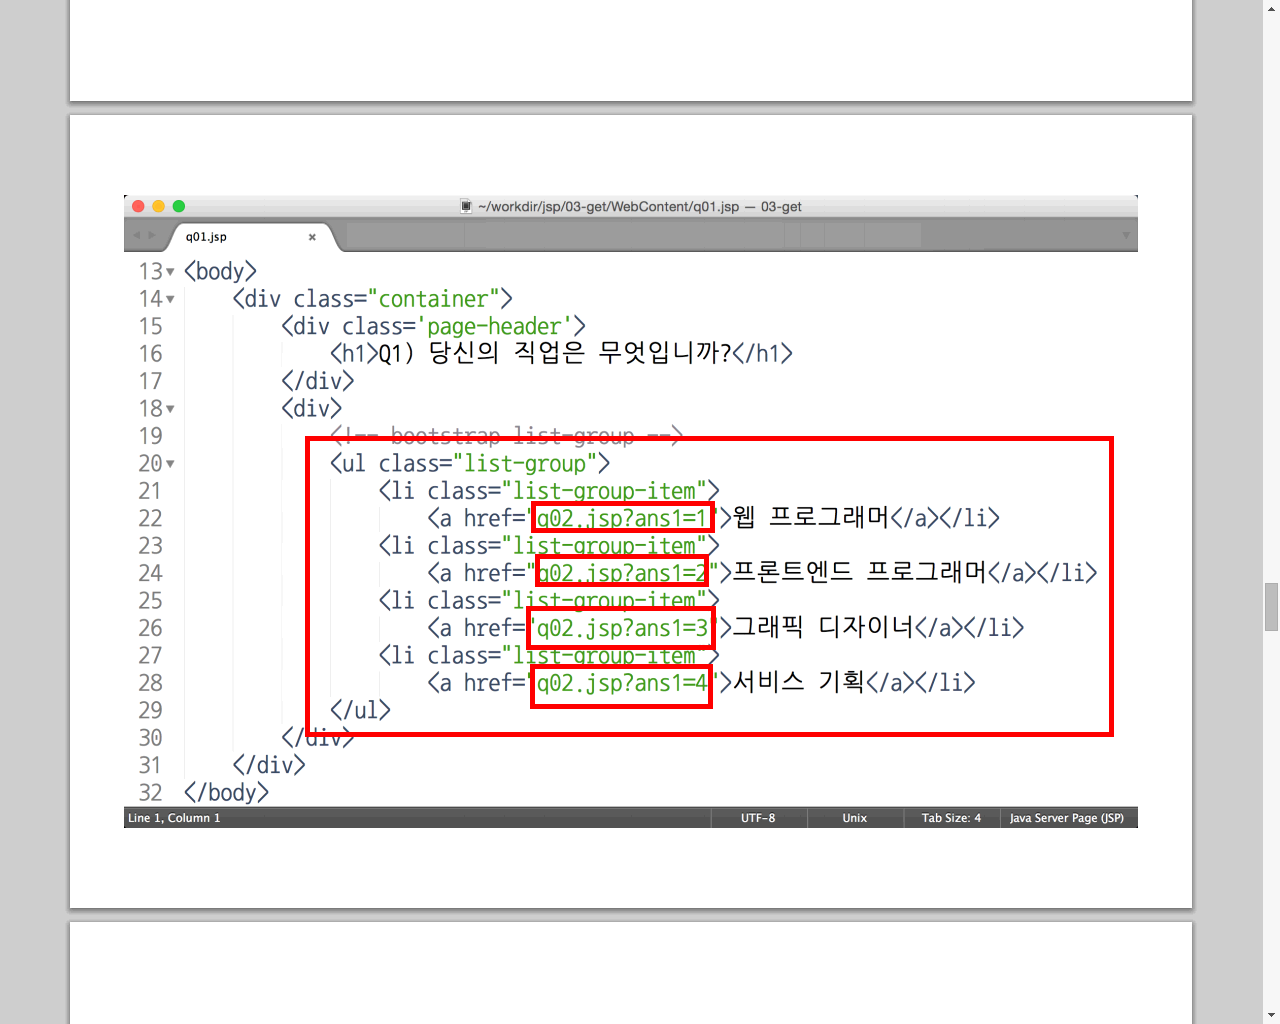 ~/workdir/jsp/03-get/WebContent/q01.jsp — 03-get
q01.jsp
13 <body>
14 <div class="container">
15 <div class='page-header'>
16 <h1>Q1) 당신의 직업은 무엇입니까?</h1>
17 </div>
18 <div>
19 <!-- bootstrap list-group -->
20 <ul class="list-group">
21 <li class="list-group-item">
22 <a href="q02.jsp?ans1=1">웹 프로그래머</a></li>
23 <li class="list-group-item">
24 <a href="q02.jsp?ans1=2">프론트엔드 프로그래머</a></li>
25 <li class="list-group-item">
26 <a href="q02.jsp?ans1=3">그래픽 디자이너</a></li>
27 <li class="list-group-item">
28 <a href="q02.jsp?ans1=4">서비스 기획</a></li>
29 </ul>
30 </div>
31 </div>
32 </body>
Line 1, Column 1 UTF-8 Unix Tab Size: 4 Java Server Page (JSP)